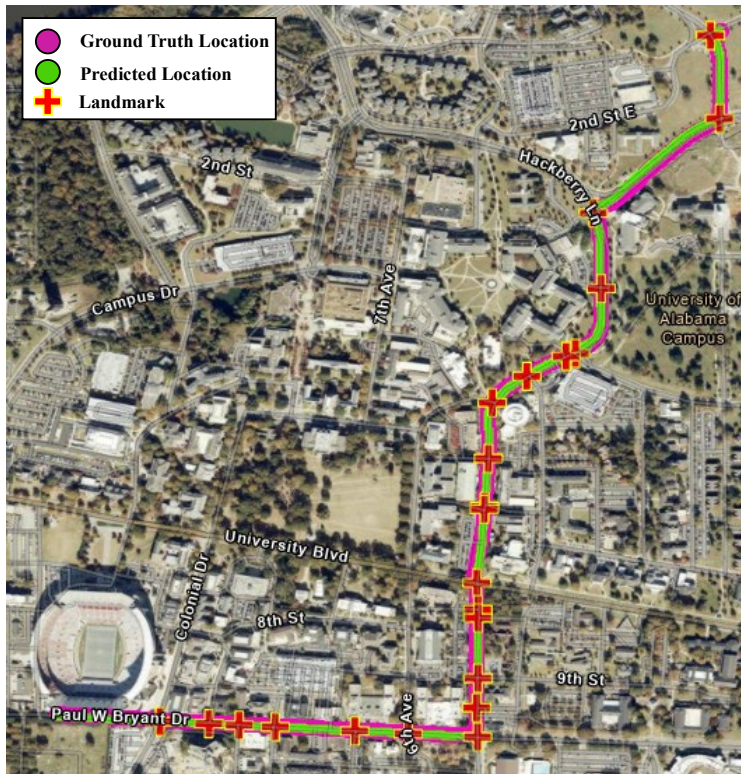 Ground Truth Location
Predicted Location
Landmark
2nd St E
2nd St
Hackberry Ln
7th Ave
Campus Dr
University of
Alabama
Campus
University Blvd
Colonial Dr
8th St
9th St
6th Ave
Paul W Bryant Dr